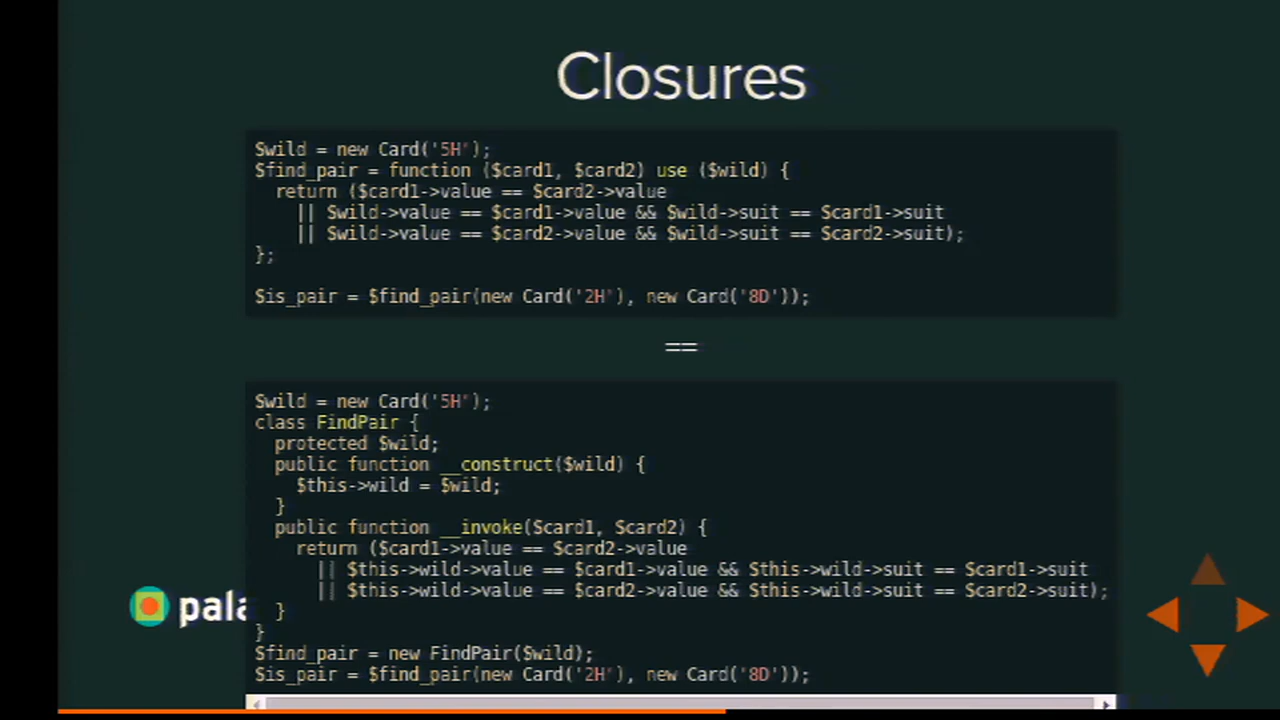 Closures
$wild = new Card('5H');
$find_pair = function ($card1, $card2) use ($wild) {
  return ($card1->value == $card2->value
    || $wild->value == $card1->value && $wild->suit == $card1->suit
    || $wild->value == $card2->value && $wild->suit == $card2->suit);
};
$is_pair = $find_pair(new Card('2H'), new Card('8D'));
==
$wild = new Card('5H');
class FindPair {
  protected $wild;
  public function __construct($wild) {
    $this->wild = $wild;
  }
  public function __invoke($card1, $card2) {
    return ($card1->value == $card2->value
      || $this->wild->value == $card1->value && $this->wild->suit == $card1->suit
      || $this->wild->value == $card2->value && $this->wild->suit == $card2->suit);
  }
}
$find_pair = new FindPair($wild);
$is_pair = $find_pair(new Card('2H'), new Card('8D'));
pala